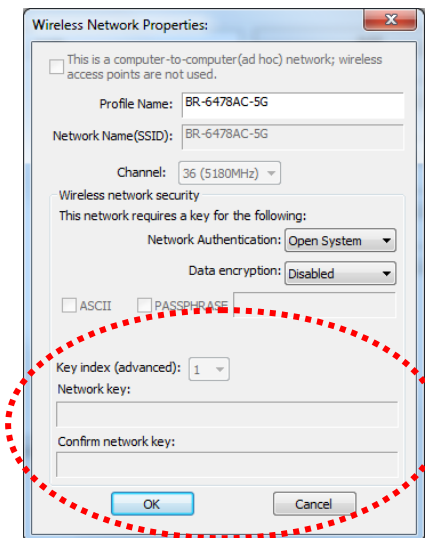 Wireless Network Properties:
This is a computer-to-computer(ad hoc) network; wireless
access points are not used.
Profile Name: BR-6478AC-5G
Network Name(SSID): BR-6478AC-5G
Channel: 36 (5180MHz)
Wireless network security
This network requires a key for the following:
Network Authentication: Open System
Data encryption: Disabled
ASCII PASSPHRASE
Key index (advanced): 1
Network key:
Confirm network key:
OK Cancel